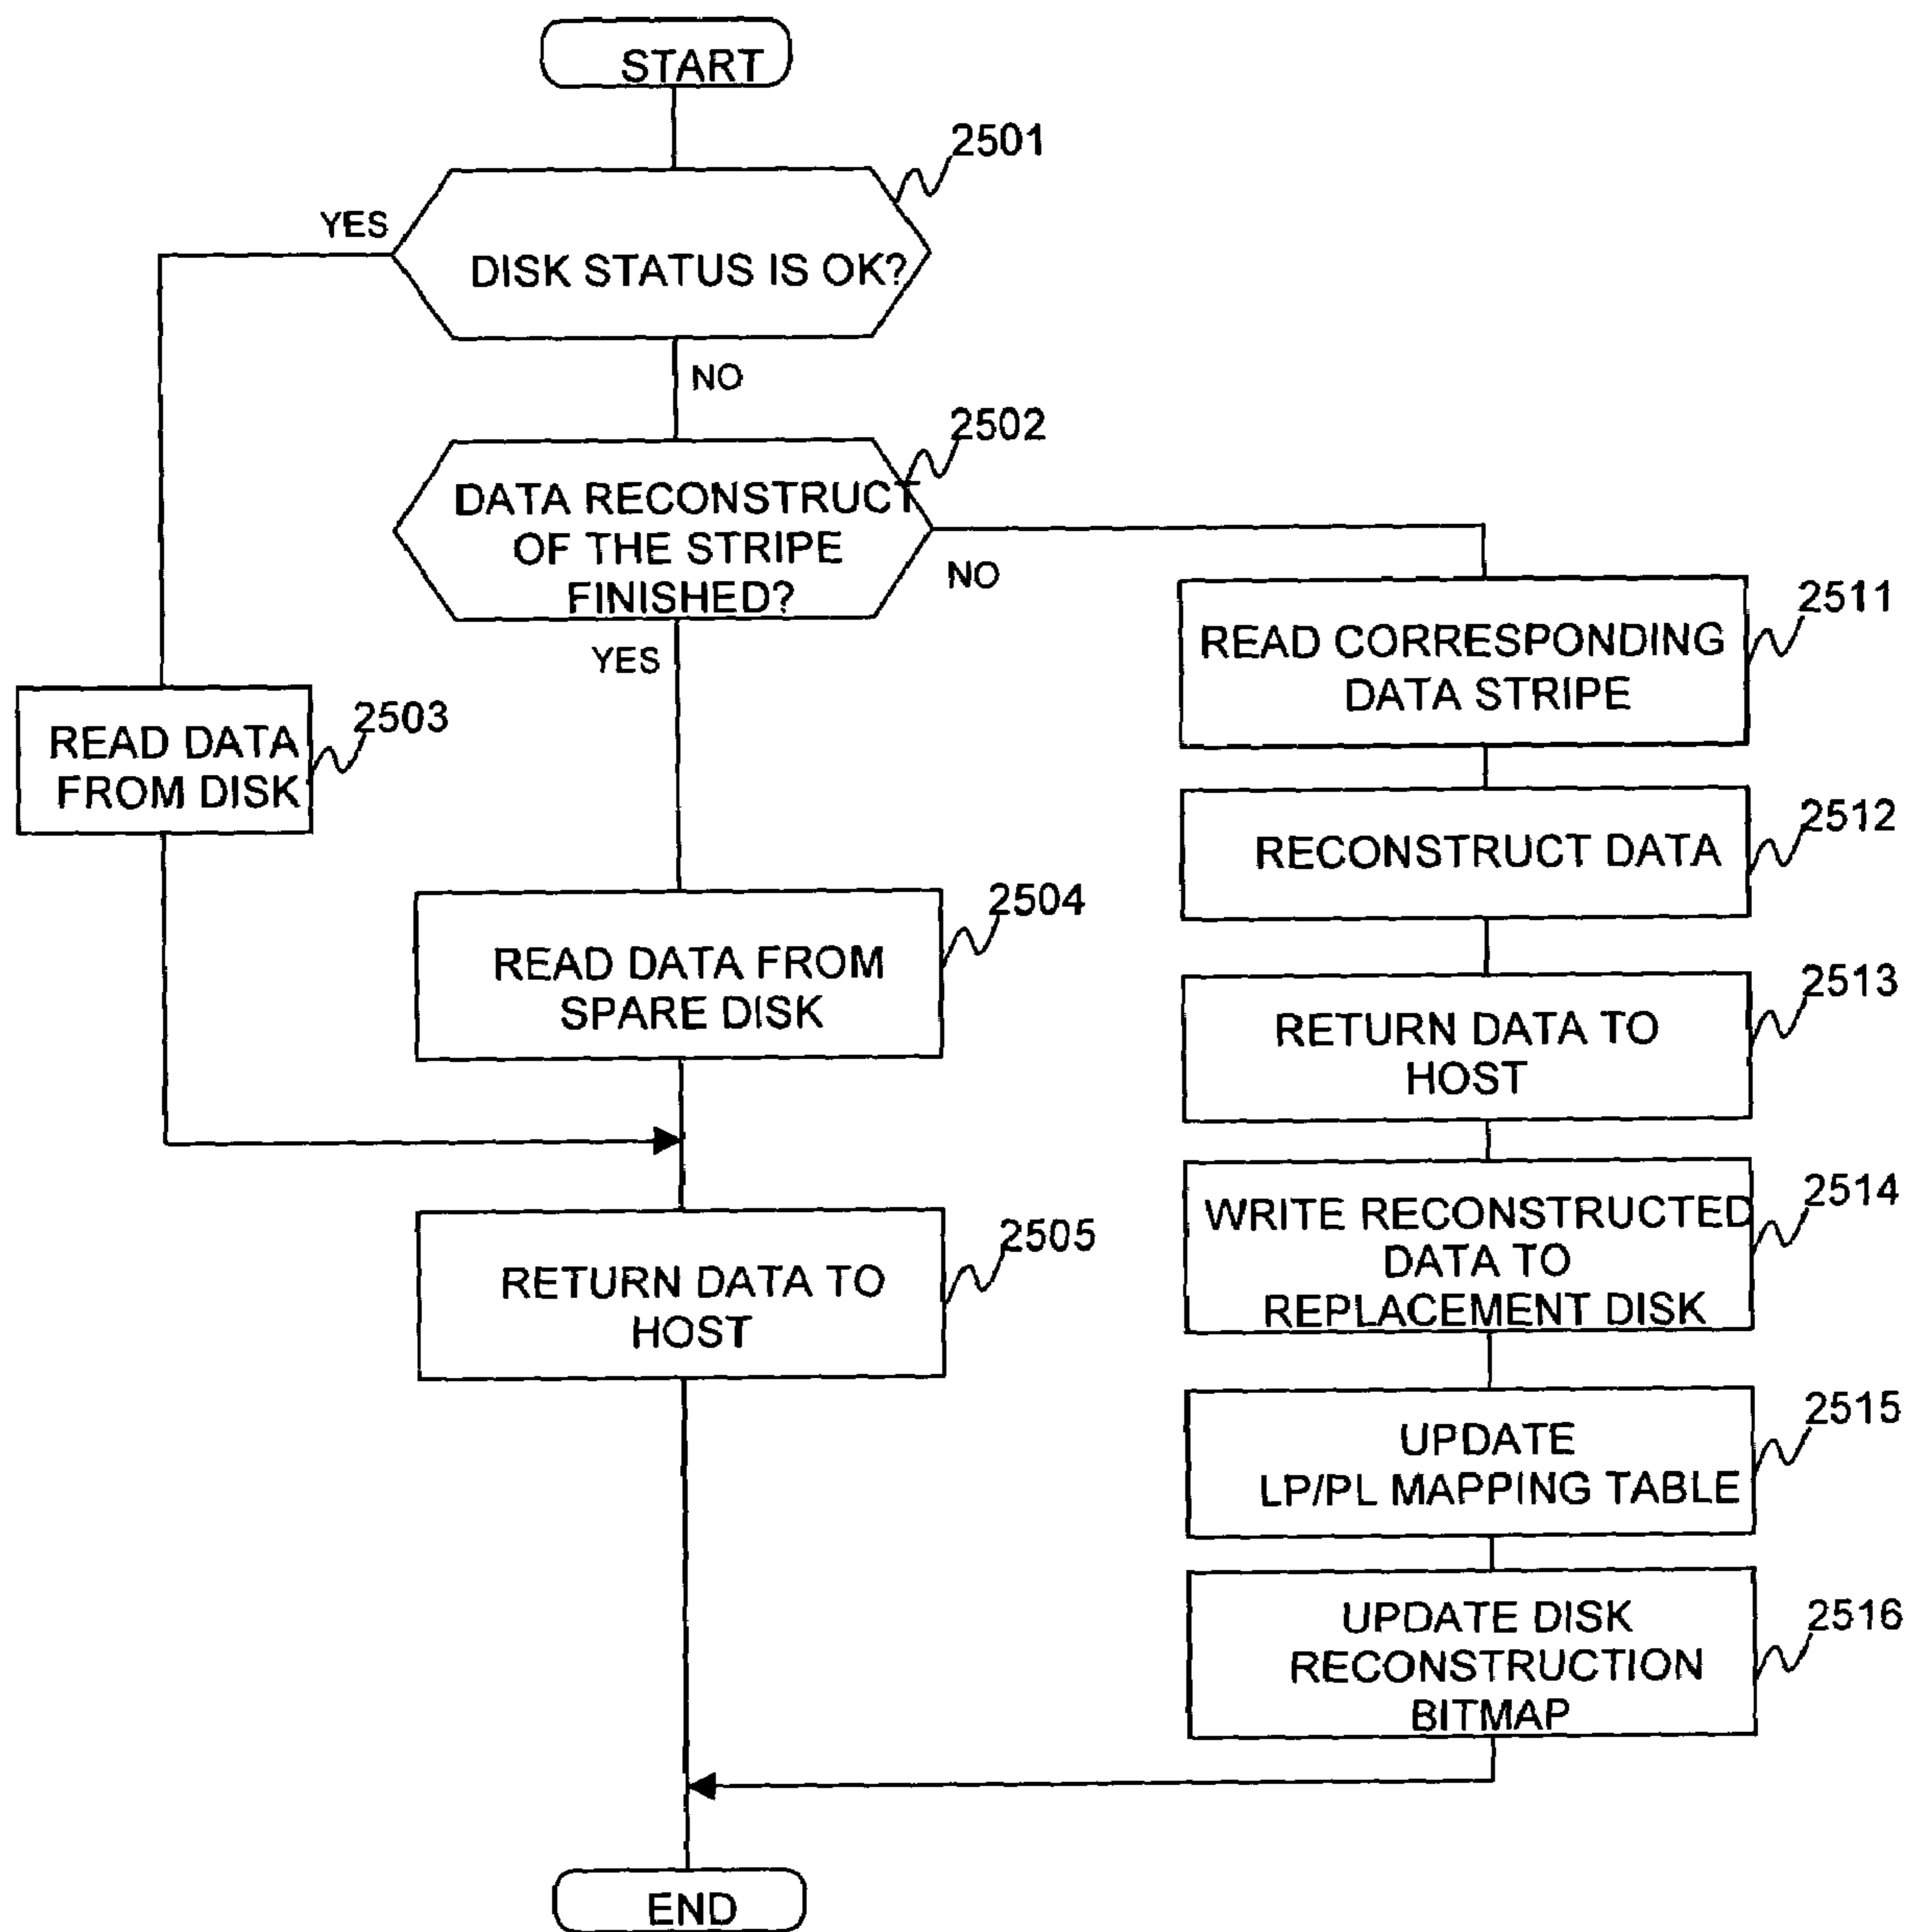 START
2501
YES
DISK STATUS IS OK?
NO
2502
DATA RECONSTRUCT
OF THE STRIPE
FINISHED?
NO
YES
2511
READ CORRESPONDING
DATA STRIPE
READ DATA
FROM DISK
2503
2512
RECONSTRUCT DATA
2504
READ DATA FROM
SPARE DISK
2513
RETURN DATA TO
HOST
2514
WRITE RECONSTRUCTED
DATA TO
REPLACEMENT DISK
2505
RETURN DATA TO
HOST
2515
UPDATE
LP/PL MAPPING TABLE
2516
UPDATE DISK
RECONSTRUCTION
BITMAP
END